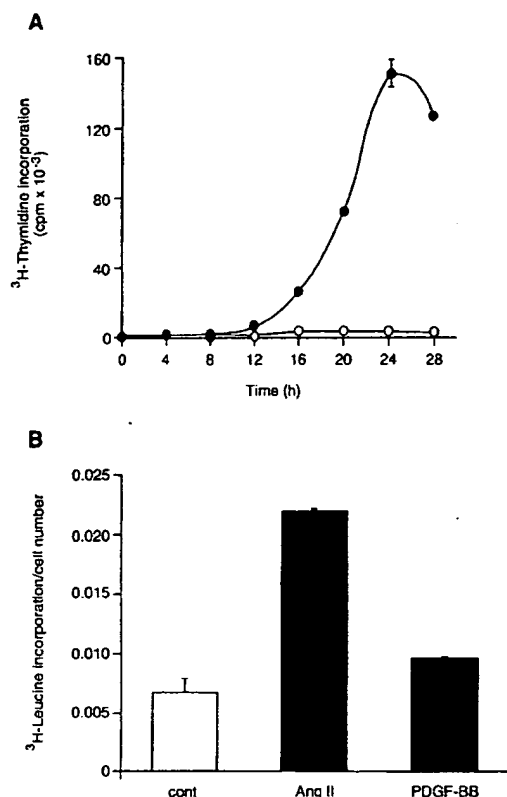 A
³H-Thymidino incorporation
(cpm x 10⁻³)
160
120
80
40
0
0 4 8 12 16 20 24 28
Time (h)
B
³H-Leucine incorporation/cell number
0.025
0.020
0.015
0.010
0.005
0
cont Ang II PDGF-BB